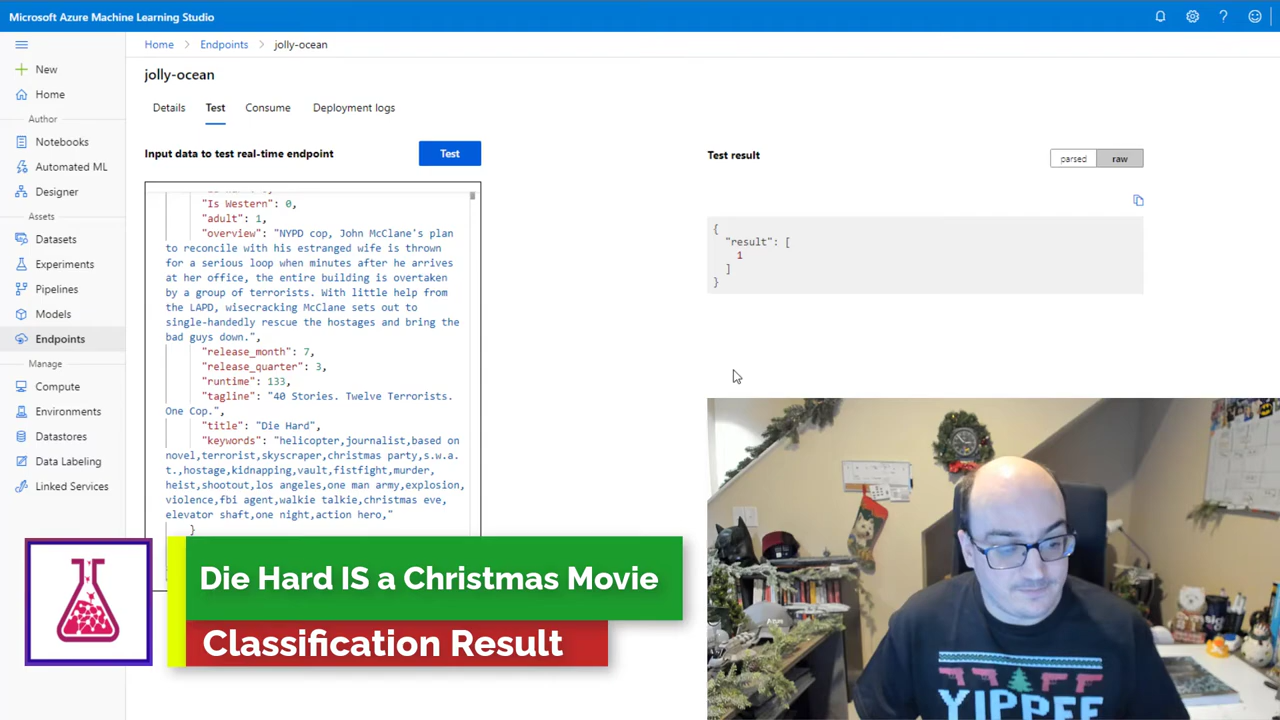 Microsoft Azure Machine Learning Studio
Home > Endpoints > jolly-ocean
jolly-ocean
Details Test Consume Deployment logs
New
Home
Author
Notebooks
Automated ML
Designer
Assets
Datasets
Experiments
Pipelines
Models
Endpoints
Manage
Compute
Environments
Datastores
Data Labeling
Linked Services
Input data to test real-time endpoint
Test
"Is Western": 0,
"adult": 1,
"overview": "NYPD cop, John McClane's plan
to reconcile with his estranged wife is thrown
for a serious loop when minutes after he arrives
at her office, the entire building is overtaken
by a group of terrorists. With little help from
the LAPD, wisecracking McClane sets out to
single-handedly rescue the hostages and bring the
bad guys down.",
"release_month": 7,
"release_quarter": 3,
"runtime": 133,
"tagline": "40 Stories. Twelve Terrorists.
One Cop.",
"title": "Die Hard",
"keywords": "helicopter,journalist,based on
novel,terrorist,skyscraper,christmas party,s.w.a.
t.,hostage,kidnapping,vault,fistfight,murder,
heist,shootout,los angeles,one man army,explosion,
violence,fbi agent,walkie talkie,christmas eve,
elevator shaft,one night,action hero,"
}
Test result
parsed raw
{
"result": [
1
]
}
Die Hard IS a Christmas Movie
Classification Result
YIPPEE